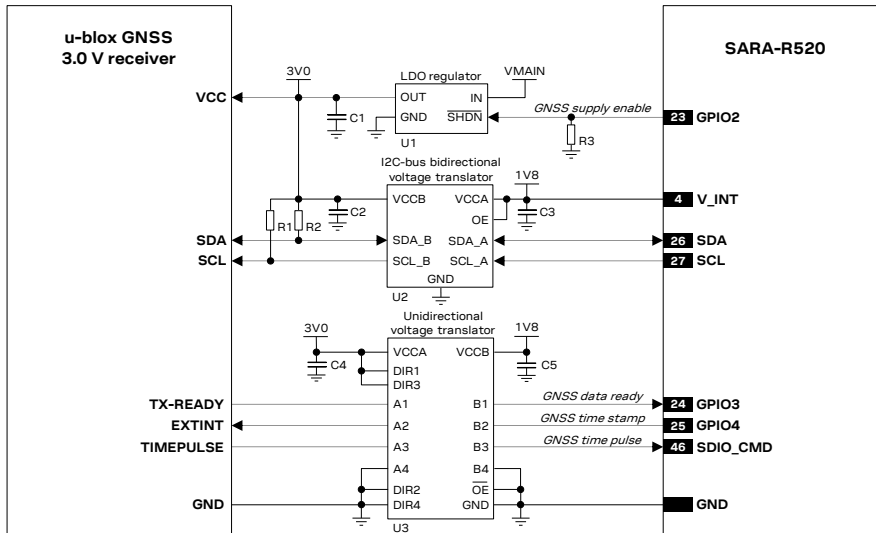 u-blox GNSS
3.0 V receiver
SARA-R520
3V0
LDO regulator
VMAIN
VCC
OUT
IN
GNSS supply enable
C1
GND
SHDN
23
GPIO2
U1
R3
I2C-bus bidirectional
voltage translator
1V8
VCCB
VCCA
4
V_INT
C2
OE
C3
R1
R2
SDA
SDA_B
SDA_A
26
SDA
SCL
SCL_B
SCL_A
27
SCL
GND
U2
Unidirectional
voltage translator
3V0
1V8
VCCA
VCCB
C4
DIR1
C5
DIR3
TX-READY
A1
B1
GNSS data ready
24
GPIO3
EXTINT
A2
B2
GNSS time stamp
25
GPIO4
TIMEPULSE
A3
B3
GNSS time pulse
46
SDIO_CMD
A4
B4
DIR2
OE
GND
DIR4
GND
GND
U3